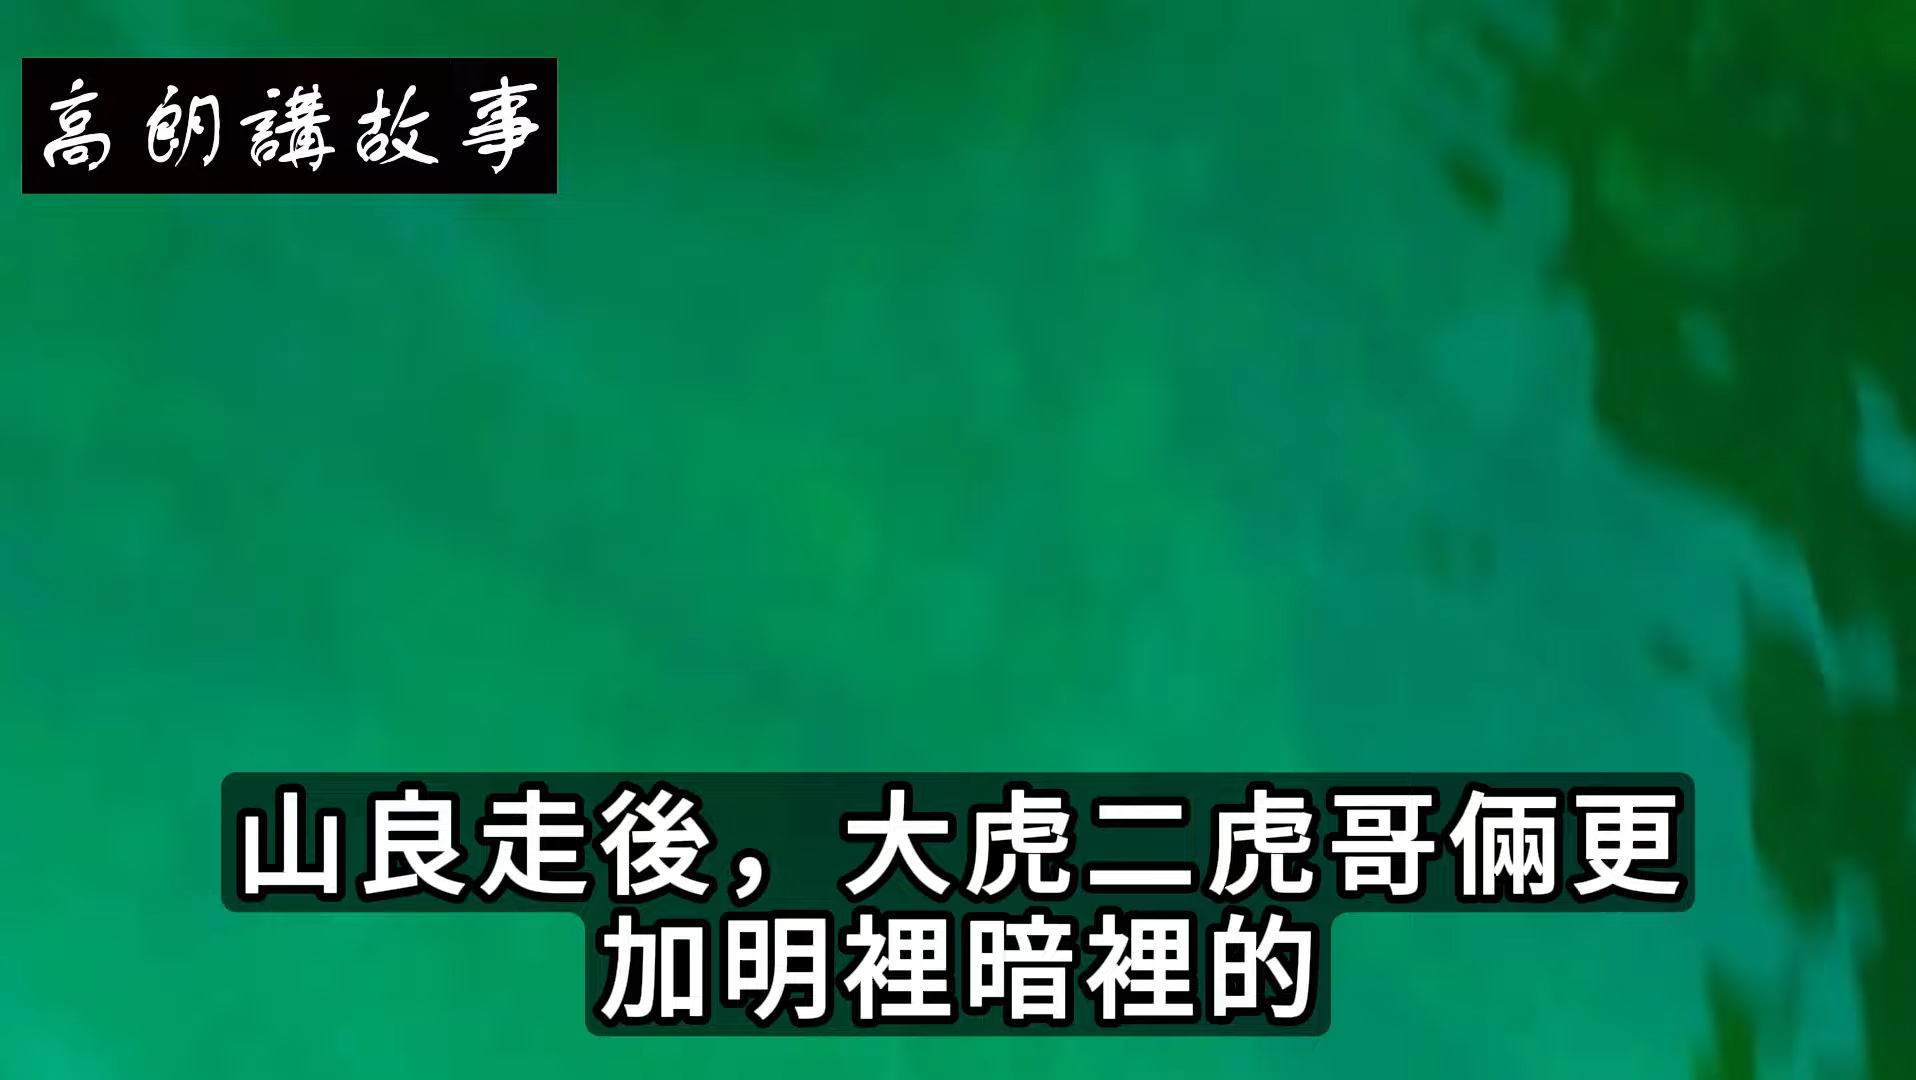 高朗講故事
山良走後，大虎二虎哥倆更
加明裡暗裡的